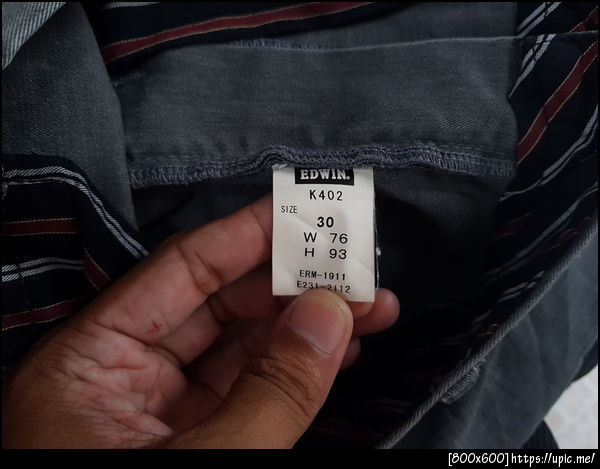 EDWIN.
K402
SIZE
30
W 76
H 93
ERM-1911
E231-2112
[800x600]https://upic.me/